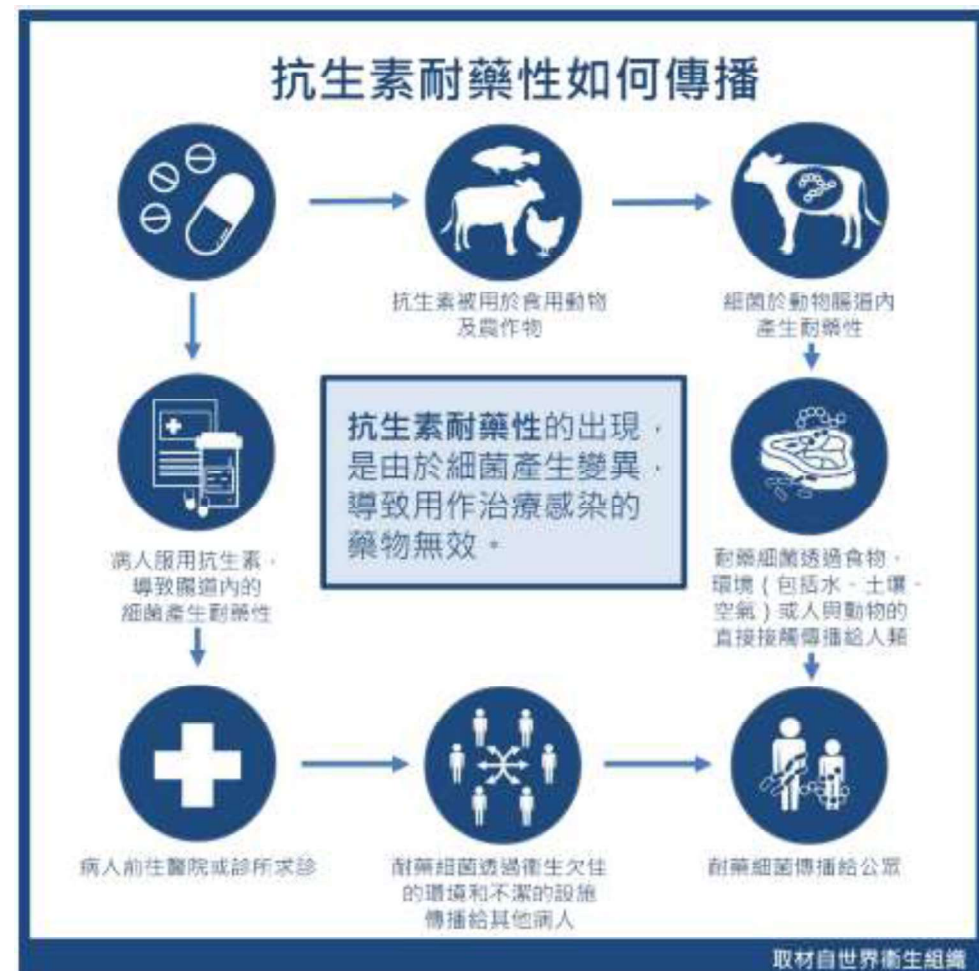 抗生素耐藥性如何傳播
抗生素被用於食用動物
及農作物
細菌於動物腸道內
產生耐藥性
抗生素耐藥性的出現，
是由於細菌產生變異，
導致用作治療感染的
藥物無效。
病人服用抗生素，
導致腸道內的
細菌產生耐藥性
耐藥細菌透過食物、
環境（包括水、土壤、
空氣）或人與動物的
直接接觸傳播給人類
病人前往醫院或診所求診
耐藥細菌透過衞生欠佳
的環境和不潔的設施
傳播給其他病人
耐藥細菌傳播給公眾
取材自世界衞生組織